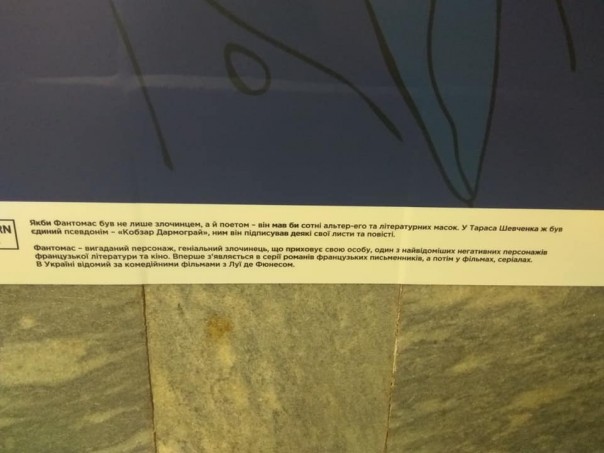 Якби Фантомас був не лише злочинцем, а й поетом – він мав би сотні альтер-его та літературних масок. У Тараса Шевченка ж був
єдиний псевдонім – «Кобзар Дармограй», ним він підписував деякі свої листи та повісті.
Фантомас – вигаданий персонаж, геніальний злочинець, що приховує свою особу, один з найвідоміших негативних персонажів
французької літератури та кіно. Вперше з'являється в серії романів французьких письменників, а потім у фільмах, серіалах.
В Україні відомий за комедійними фільмами з Луї де Фюнесом.